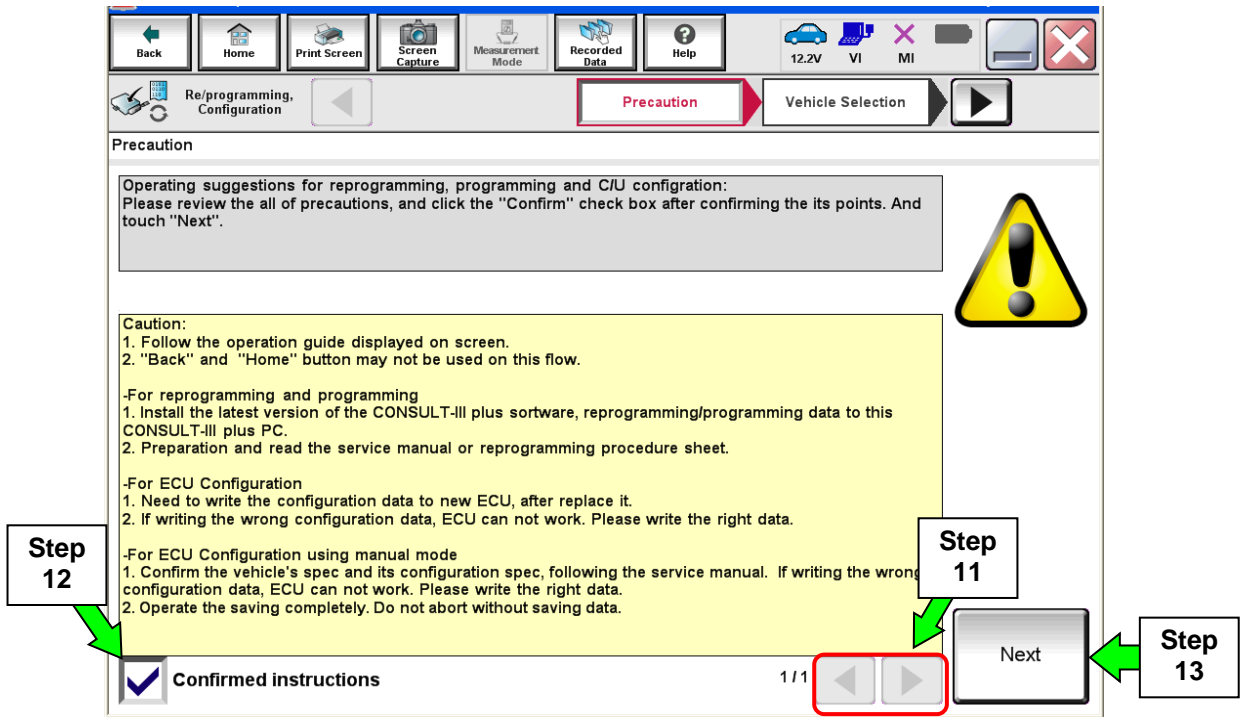 Back
Home
Print Screen
Screen
Capture
Measurement
Mode
Recorded
Data
Help
12.2V
VI
MI
Re/programming,
Configuration
Precaution
Vehicle Selection
Precaution
Operating suggestions for reprogramming, programming and C/U configration:
Please review the all of precautions, and click the "Confirm" check box after confirming the its points. And
touch "Next".
Caution:
1. Follow the operation guide displayed on screen.
2. "Back" and "Home" button may not be used on this flow.
-For reprogramming and programming
1. Install the latest version of the CONSULT-III plus sortware, reprogramming/programming data to this
CONSULT-III plus PC.
2. Preparation and read the service manual or reprogramming procedure sheet.
-For ECU Configuration
1. Need to write the configuration data to new ECU, after replace it.
2. If writing the wrong configuration data, ECU can not work. Please write the right data.
-For ECU Configuration using manual mode
1. Confirm the vehicle's spec and its configuration spec, following the service manual. If writing the wrong
configuration data, ECU can not work. Please write the right data.
2. Operate the saving completely. Do not abort without saving data.
Step
12
Step
11
Confirmed instructions
1/1
Next
Step
13